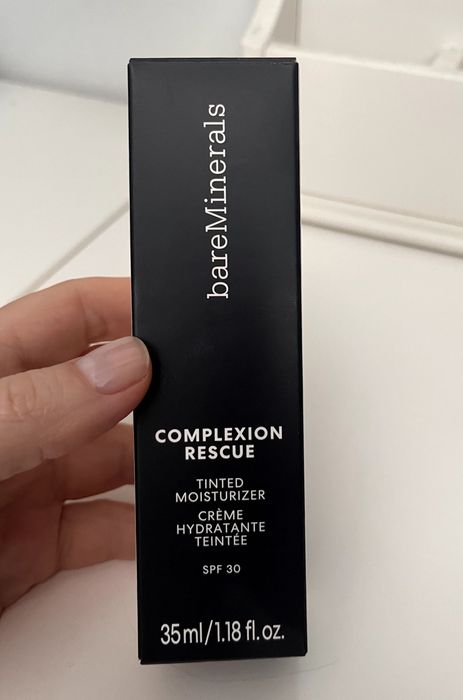 bareMinerals
COMPLEXION
RESCUE
TINTED
MOISTURIZER
CRÈME
HYDRATANTE
TEINTÉE
SPF 30
35ml/1.18 fl.oz.